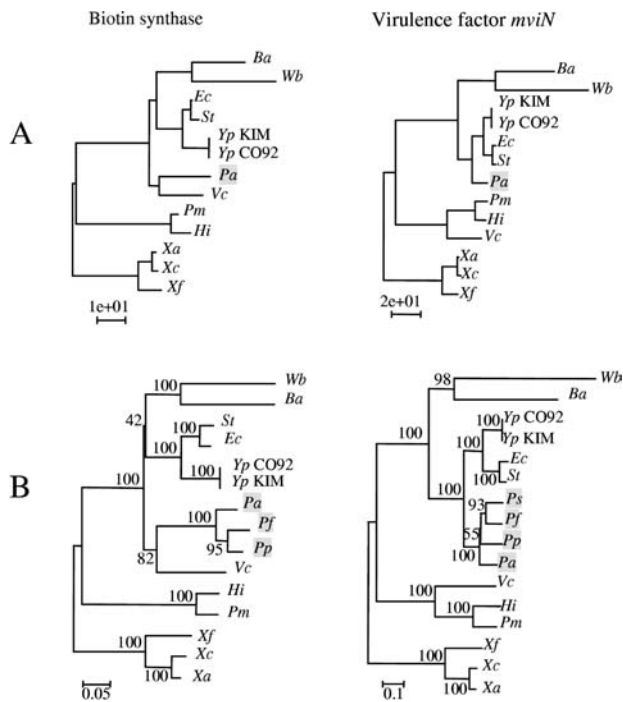 Biotin synthase
Virulence factor mviN
A
Ba
Wb
Ec
St
Yp KIM
Yp CO92
Pa
Vc
Pm
Hi
Xa
Xc
Xf
1e+01
Ba
Wb
Yp KIM
Yp CO92
Ec
St
Pa
Pm
Hi
Vc
Xa
Xc
Xf
2e+01
B
100
Wb
Ba
42
St
100
Ec
100
100
Yp CO92
Yp KIM
100
Pa
100
Pf
95
Pp
82
Vc
100
Hi
Pm
100
Xf
100
Xc
Xa
0.05
98
Wb
Ba
100
100
Yp CO92
Yp KIM
100
Ec
100
St
100
93
Ps
Pf
55
Pp
100
Pa
100
Vc
100
Hi
100
Pm
Xf
100
Xc
100
Xa
0.1